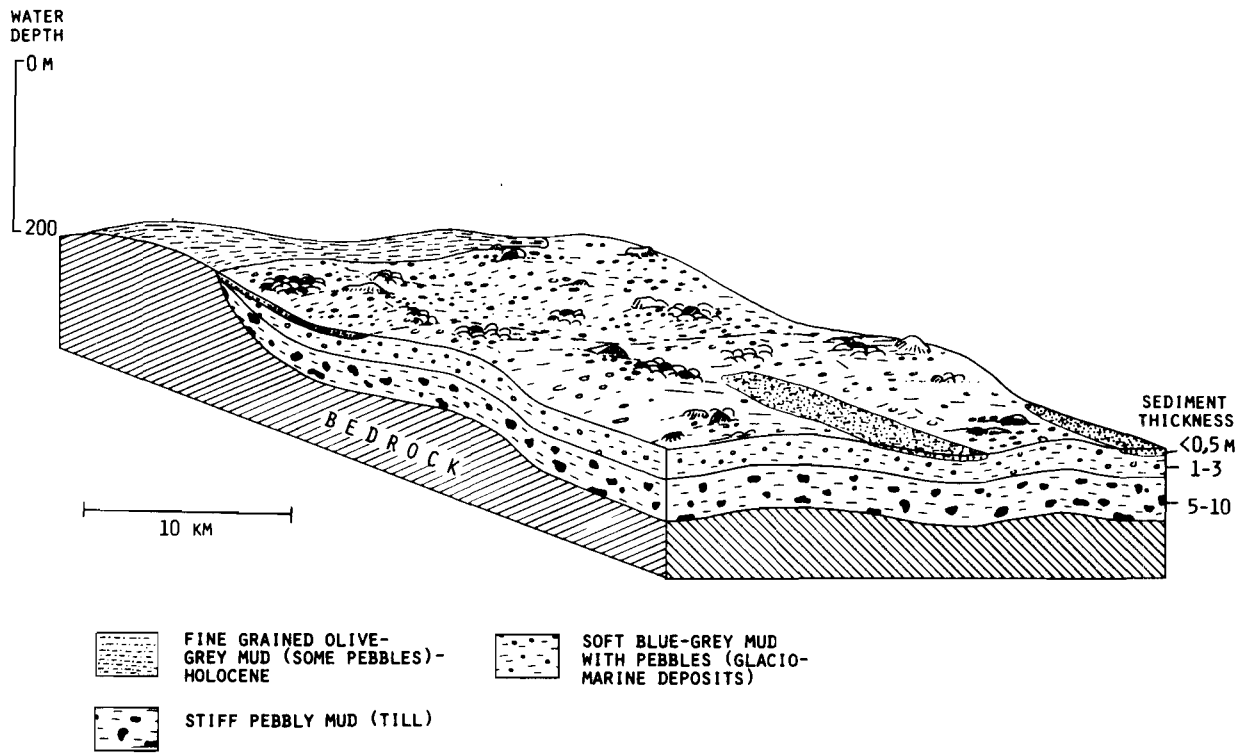 WATER
DEPTH
0 M
200
BEDROCK
10 KM
SEDIMENT
THICKNESS
<0,5 M
1-3
5-10
FINE GRAINED OLIVE-
GREY MUD (SOME PEBBLES)-
HOLOCENE
SOFT BLUE-GREY MUD
WITH PEBBLES (GLACIO-
MARINE DEPOSITS)
STIFF PEBBLY MUD (TILL)